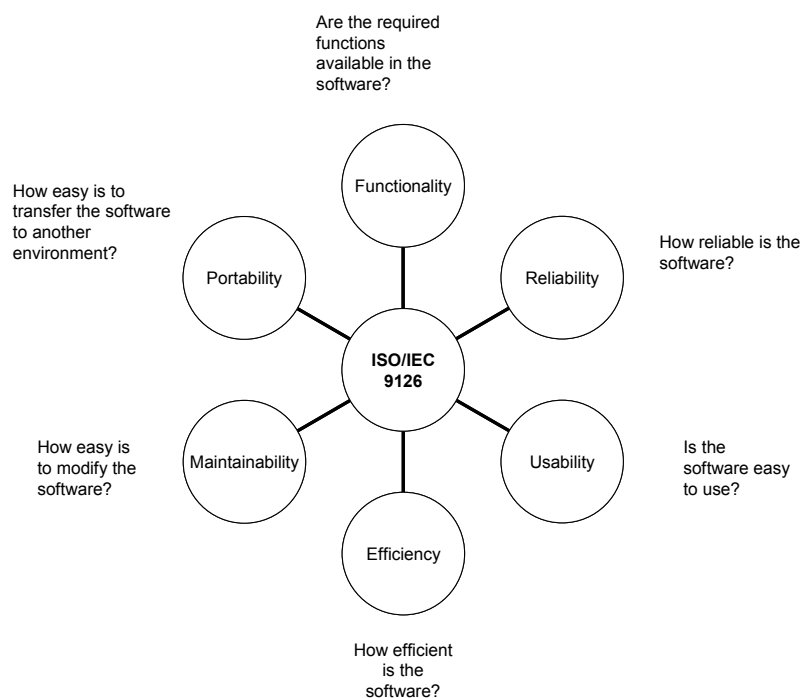 Are the required
functions
available in the
software?
Functionality
How easy is to
transfer the software
to another
environment?
Portability
How reliable is the
software?
Reliability
ISO/IEC
9126
How easy is
to modify the
software?
Maintainability
Usability
Is the
software easy
to use?
Efficiency
How efficient
is the
software?